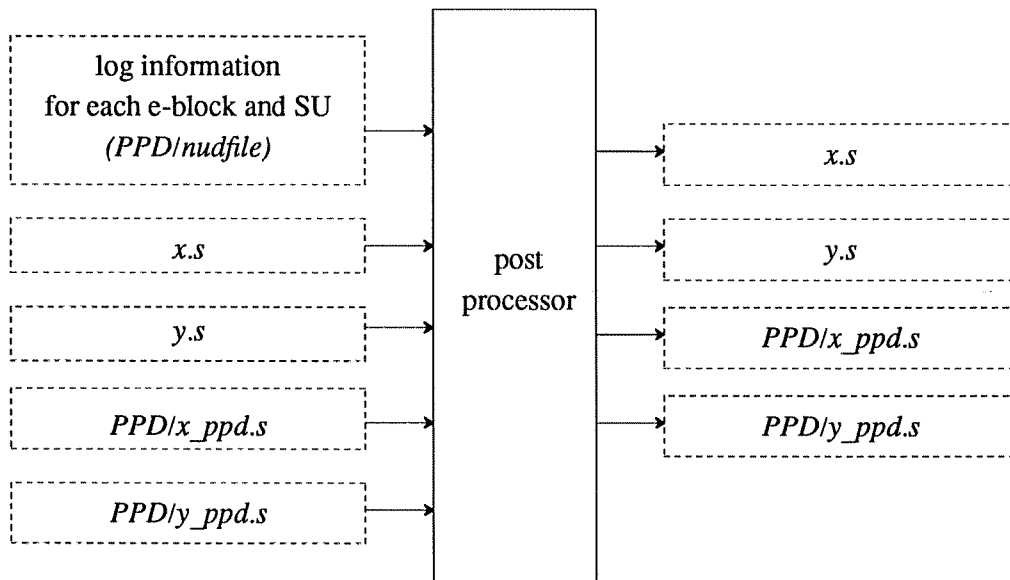 log information
for each e-block and SU
(PPD/nudfile)
x.s
y.s
PPD/x_ppd.s
PPD/y_ppd.s
post
processor
x.s
y.s
PPD/x_ppd.s
PPD/y_ppd.s